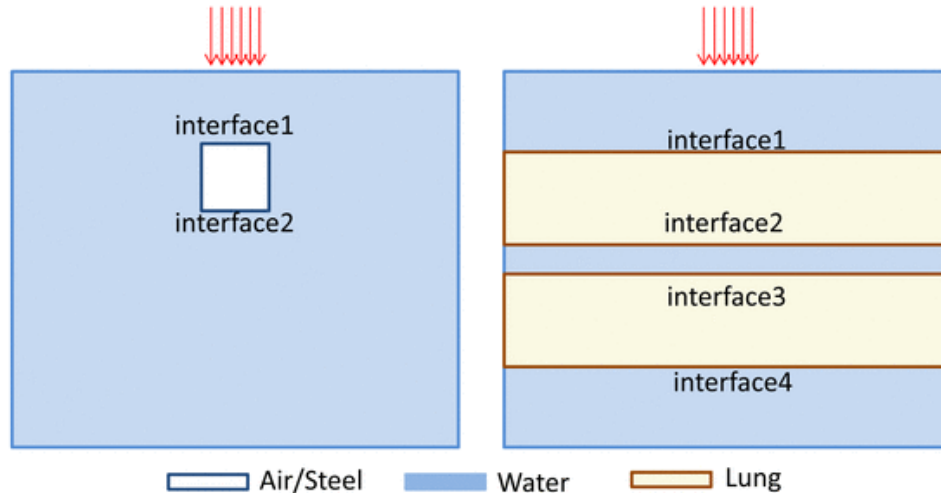 interface1
interface2
interface1
interface2
interface3
interface4
Air/Steel Water Lung